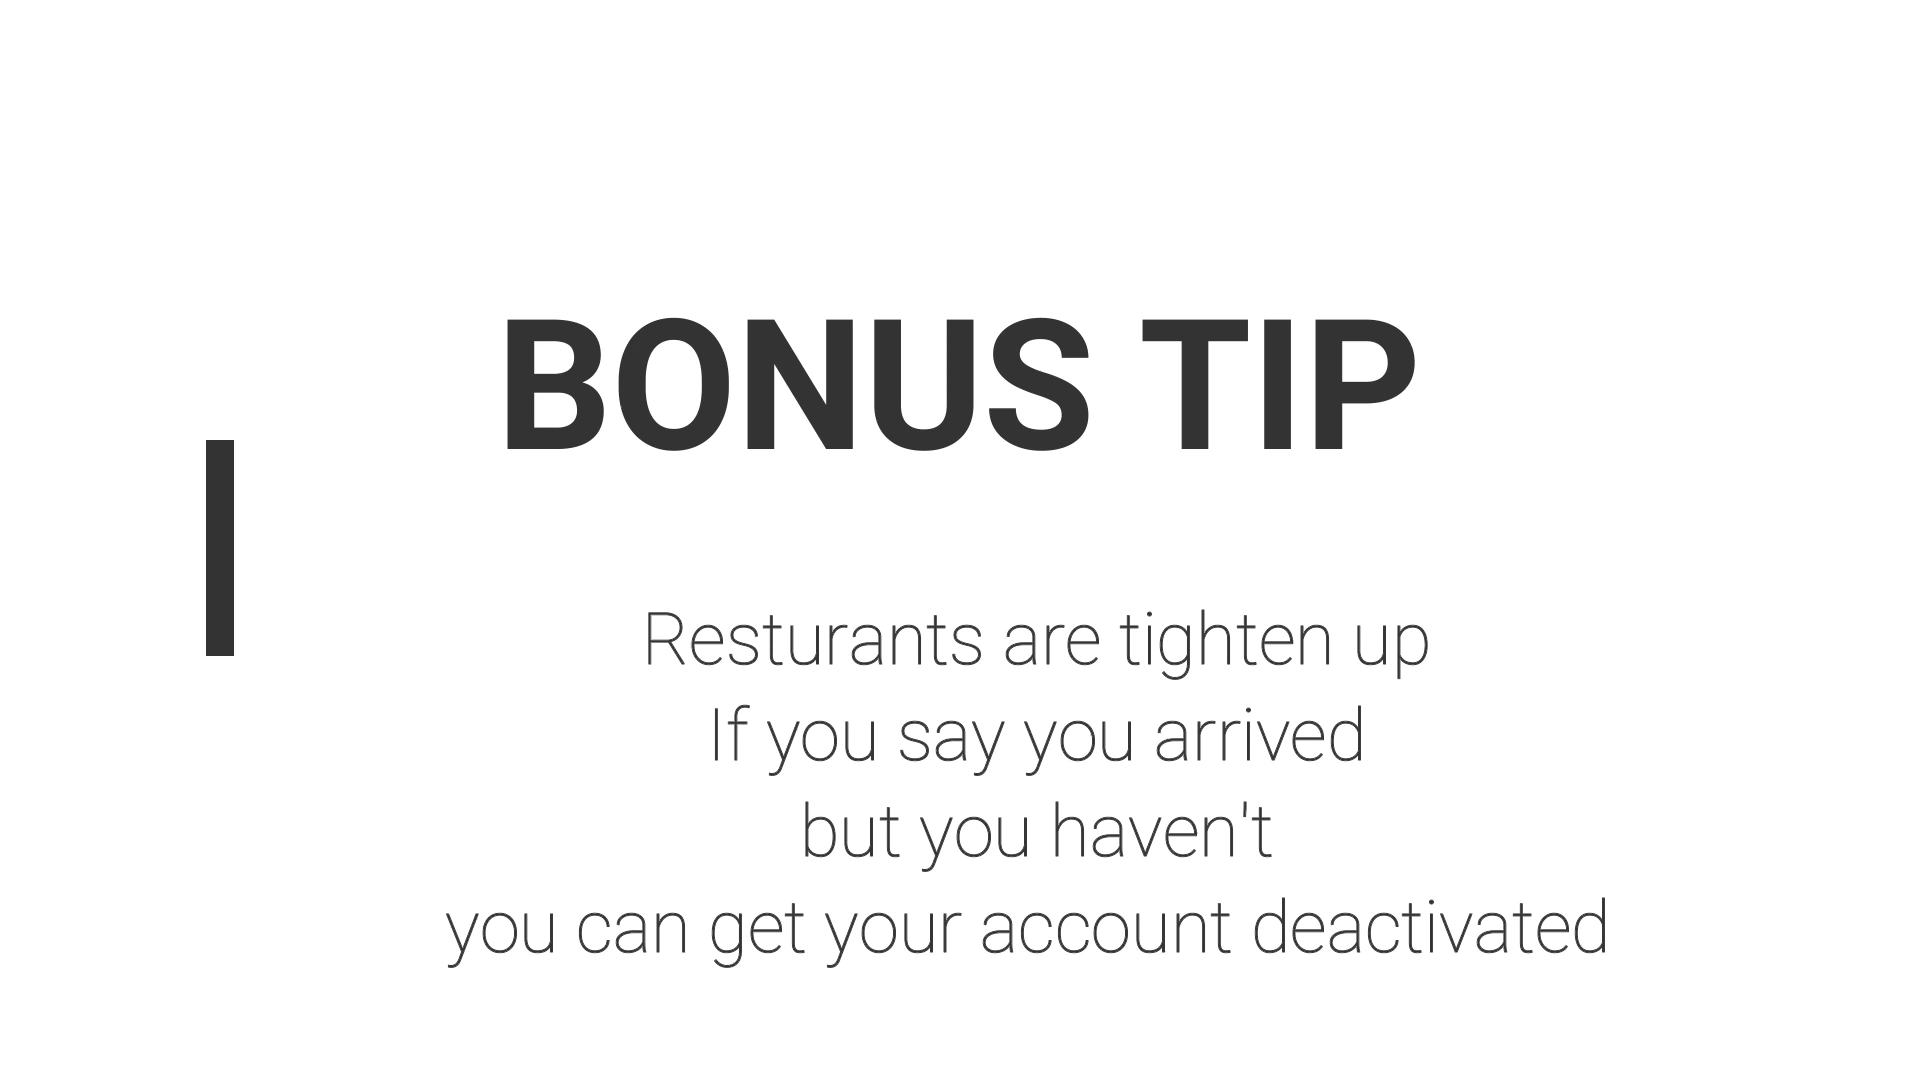 BONUS TIP
Resturants are tighten up
If you say you arrived
but you haven't
you can get your account deactivated